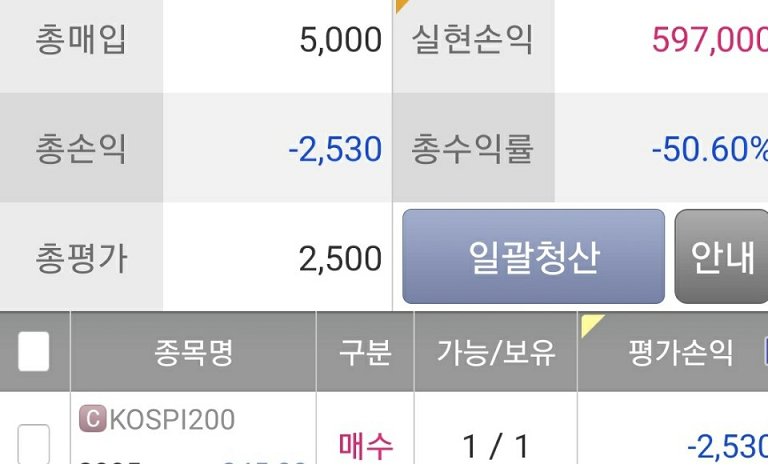 총매입 5,000 실현손익 597,000
총손익 -2,530 총수익률 -50.60%
총평가 2,500 일괄청산 안내
종목명 구분 가능/보유 평가손익
C KOSPI200
매수 1 / 1 -2,530